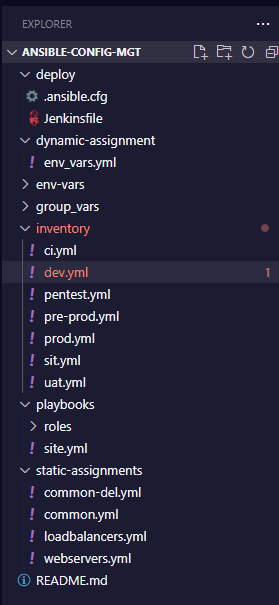 EXPLORER
ANSIBLE-CONFIG-MGT
deploy
.ansible.cfg
Jenkinsfile
dynamic-assignment
env_vars.yml
env-vars
group_vars
inventory
ci.yml
dev.yml 1
pentest.yml
pre-prod.yml
prod.yml
sit.yml
uat.yml
playbooks
roles
site.yml
static-assignments
common-del.yml
common.yml
loadbalancers.yml
webservers.yml
README.md